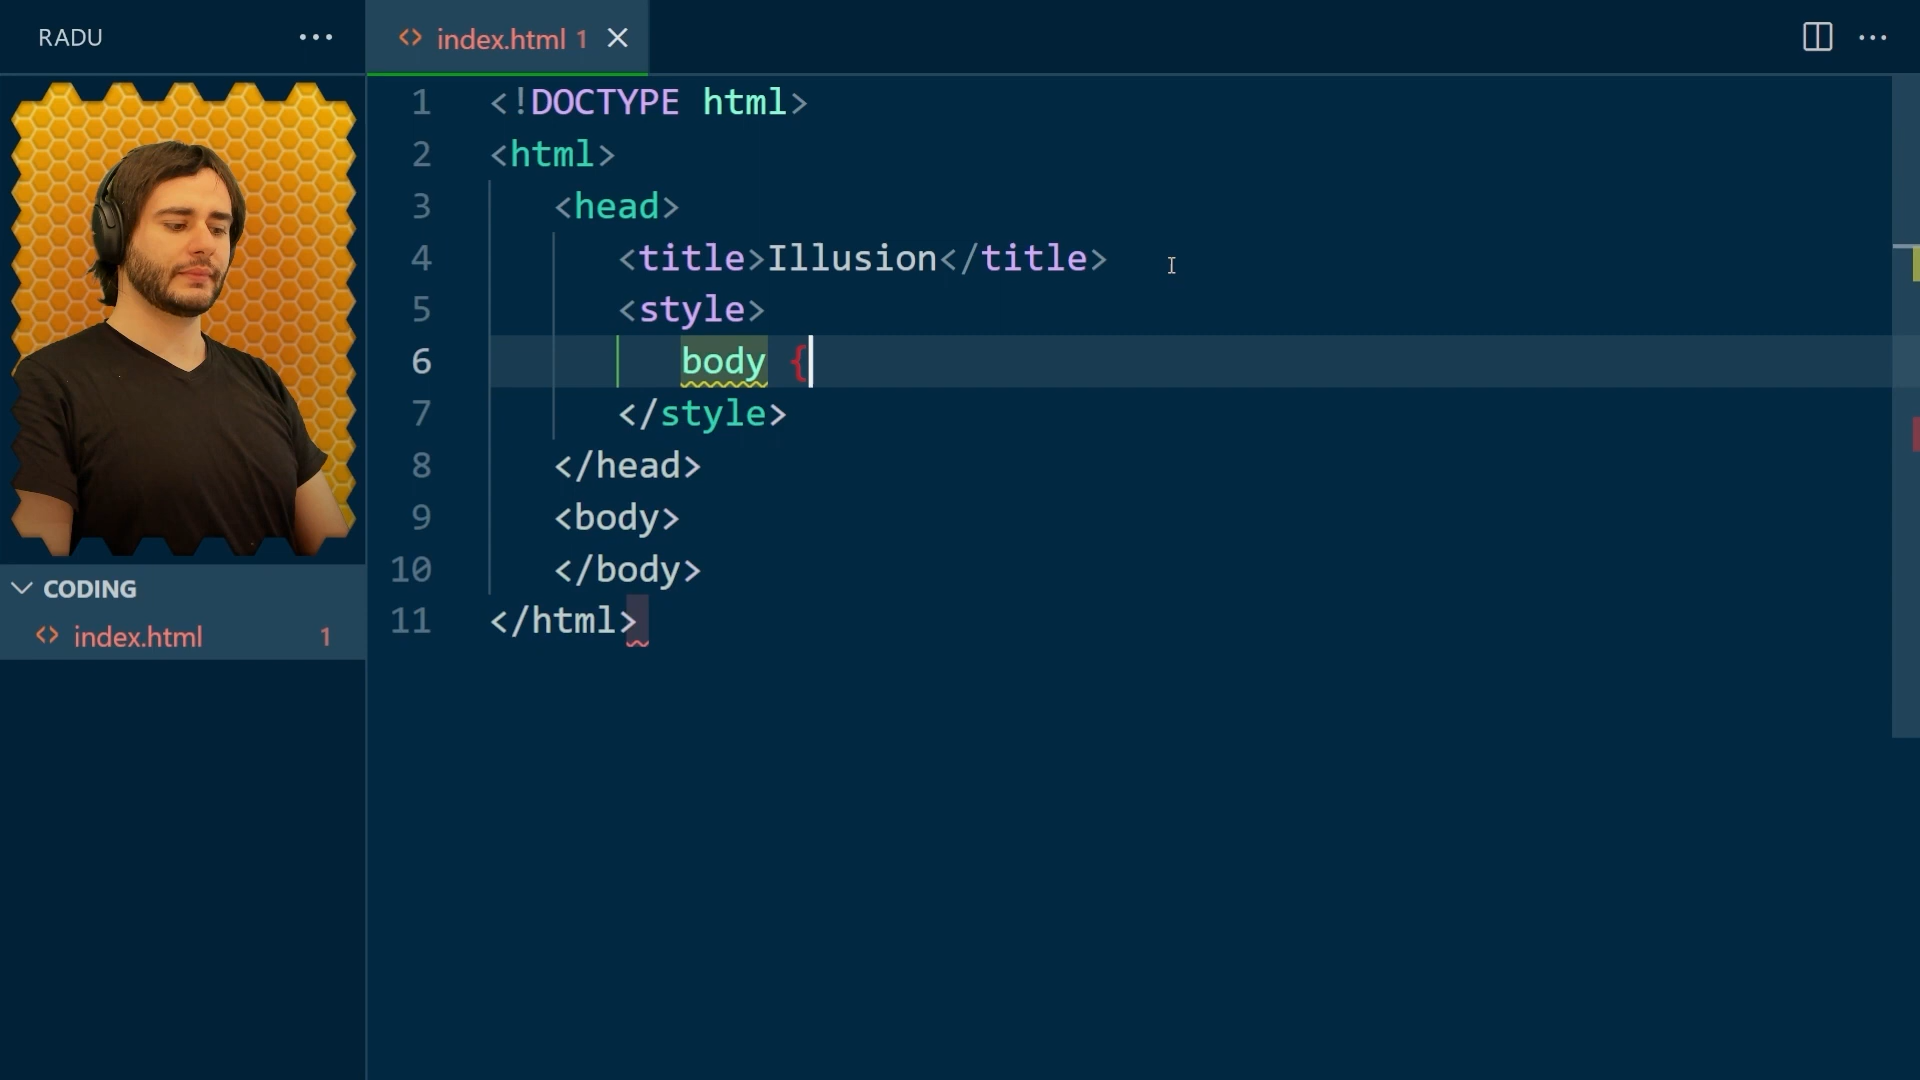 RADU
index.html 1
1 <!DOCTYPE html>
2 <html>
3 <head>
4 <title>Illusion</title>
5 <style>
6 body {
7 </style>
8 </head>
9 <body>
10 </body>
11 </html>
CODING
index.html 1